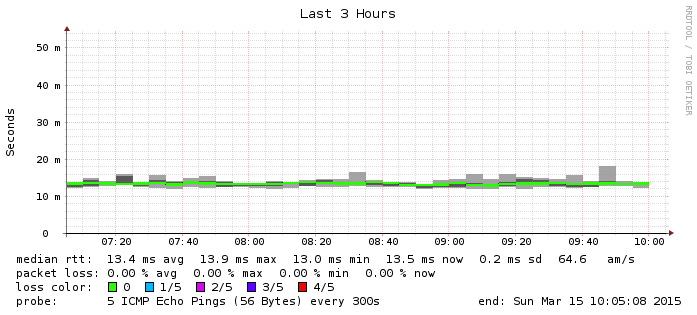 Last 3 Hours
RRDTOOL / TOBI OETIKER
Seconds
50 m
40 m
30 m
20 m
10 m
0
07:20 07:40 08:00 08:20 08:40 09:00 09:20 09:40 10:00
median rtt: 13.4 ms avg 13.9 ms max 13.0 ms min 13.5 ms now 0.2 ms sd 64.6 am/s
packet loss: 0.00 % avg 0.00 % max 0.00 % min 0.00 % now
loss color: 0 1/5 2/5 3/5 4/5
probe: 5 ICMP Echo Pings (56 Bytes) every 300s end: Sun Mar 15 10:05:08 2015